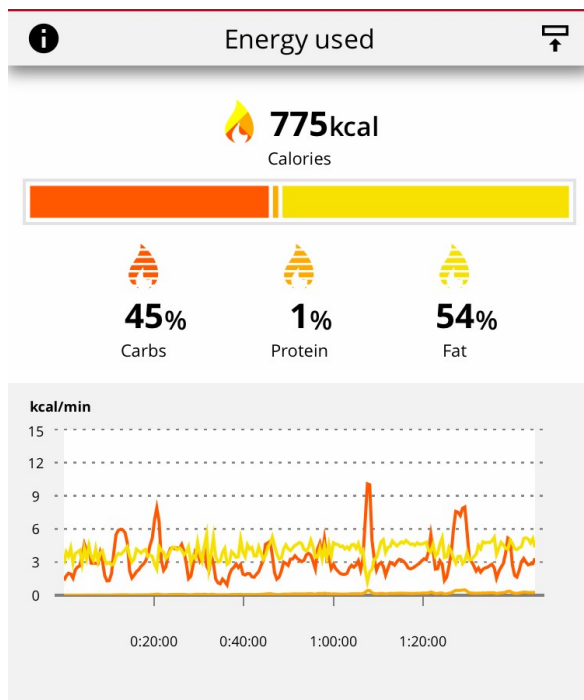 Energy used
775kcal
Calories
45% 1% 54%
Carbs Protein Fat
kcal/min
15
12
9
6
3
0
0:20:00 0:40:00 1:00:00 1:20:00